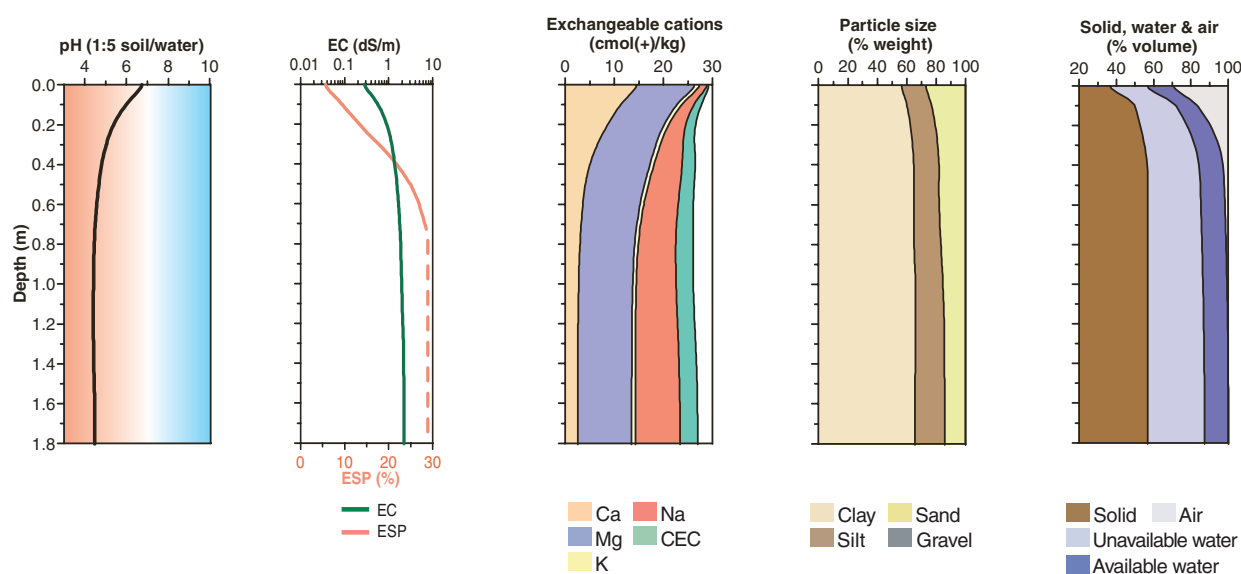 pH (1:5 soil/water)
4 6 8 10
EC (dS/m)
0.01 0.1 1 10
Exchangeable cations
(cmol(+)/kg)
0 10 20 30
Particle size
(% weight)
0 20 40 60 80 100
Solid, water & air
(% volume)
20 40 60 80 100
Depth (m)
0.0
0.2
0.4
0.6
0.8
1.0
1.2
1.4
1.6
1.8
0 10 20 30
ESP (%)
EC
ESP
Ca Na
Mg CEC
K
Clay Sand
Silt Gravel
Solid Air
Unavailable water
Available water